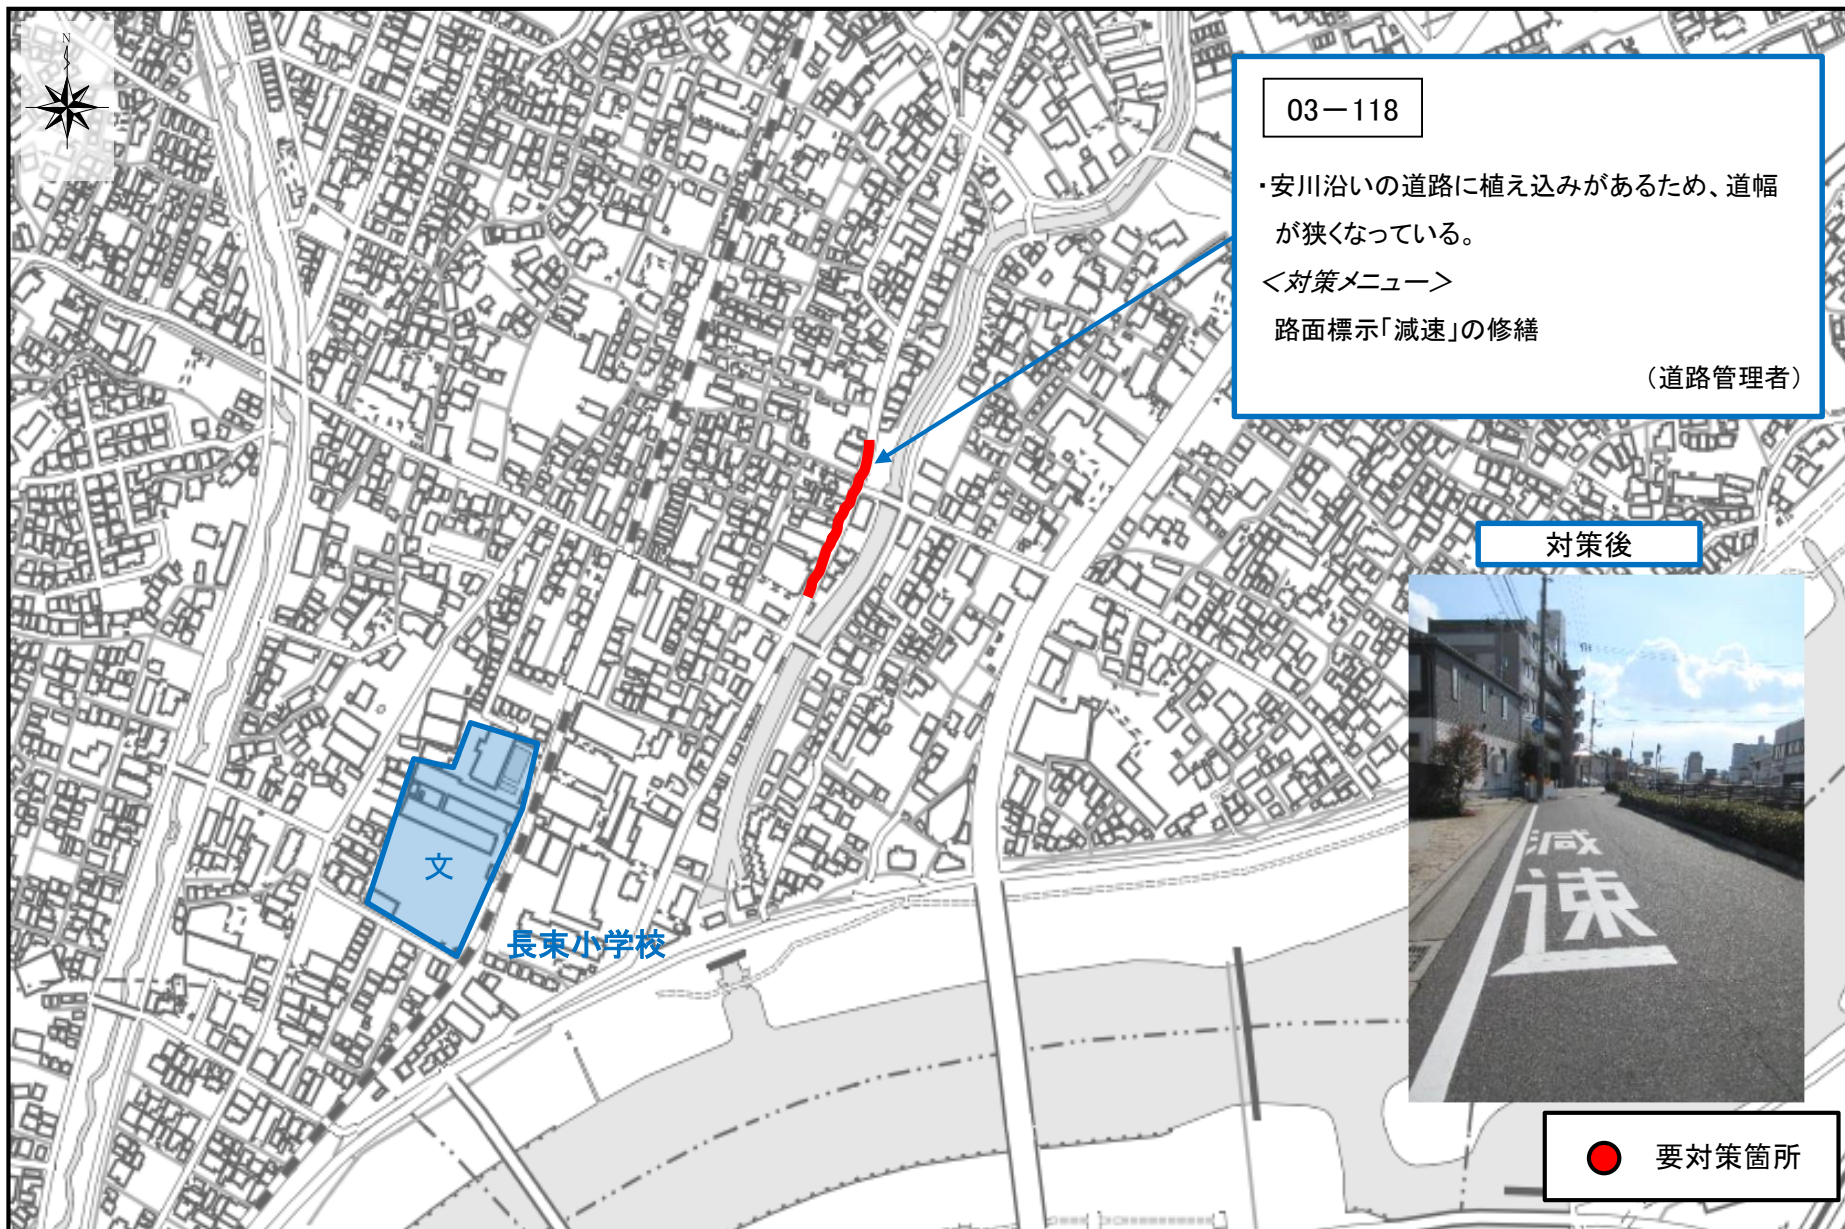 N
03－118
・安川沿いの道路に植え込みがあるため、道幅
が狭くなっている。
＜対策メニュー＞
路面標示「減速」の修繕
（道路管理者）
対策後
減
速
文
長束小学校
要対策箇所